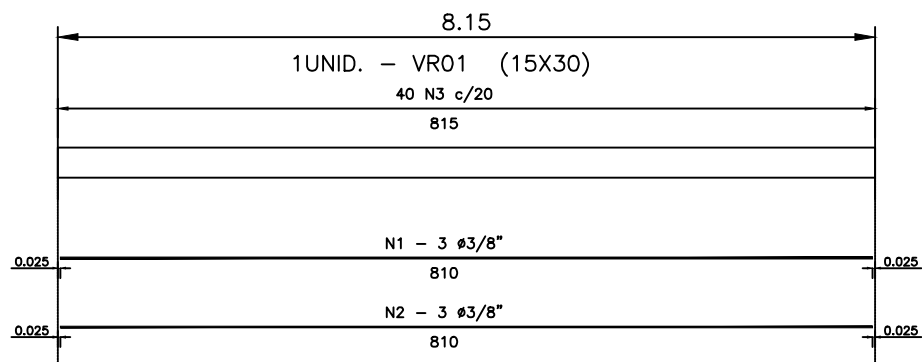 8.15
1UNID. – VR01 (15X30)
40 N3 c/20
815
N1 – 3 ø3/8"
0.025 0.025
810
N2 – 3 ø3/8"
0.025 0.025
810